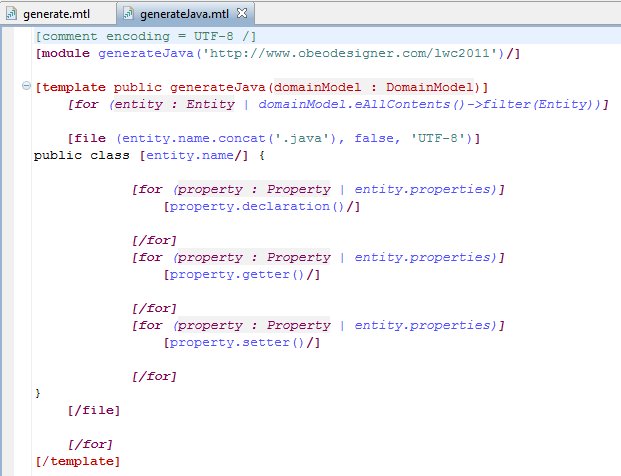 generate.mtl generateJava.mtl
[comment encoding = UTF-8 /]
[module generateJava('http://www.obeodesigner.com/lwc2011')/]
[template public generateJava(domainModel : DomainModel)]
[for (entity : Entity | domainModel.eAllContents()->filter(Entity))]
[file (entity.name.concat('.java'), false, 'UTF-8')]
public class [entity.name/] {
[for (property : Property | entity.properties)]
[property.declaration()/]
[/for]
[for (property : Property | entity.properties)]
[property.getter()/]
[/for]
[for (property : Property | entity.properties)]
[property.setter()/]
[/for]
}
[/file]
[/for]
[/template]